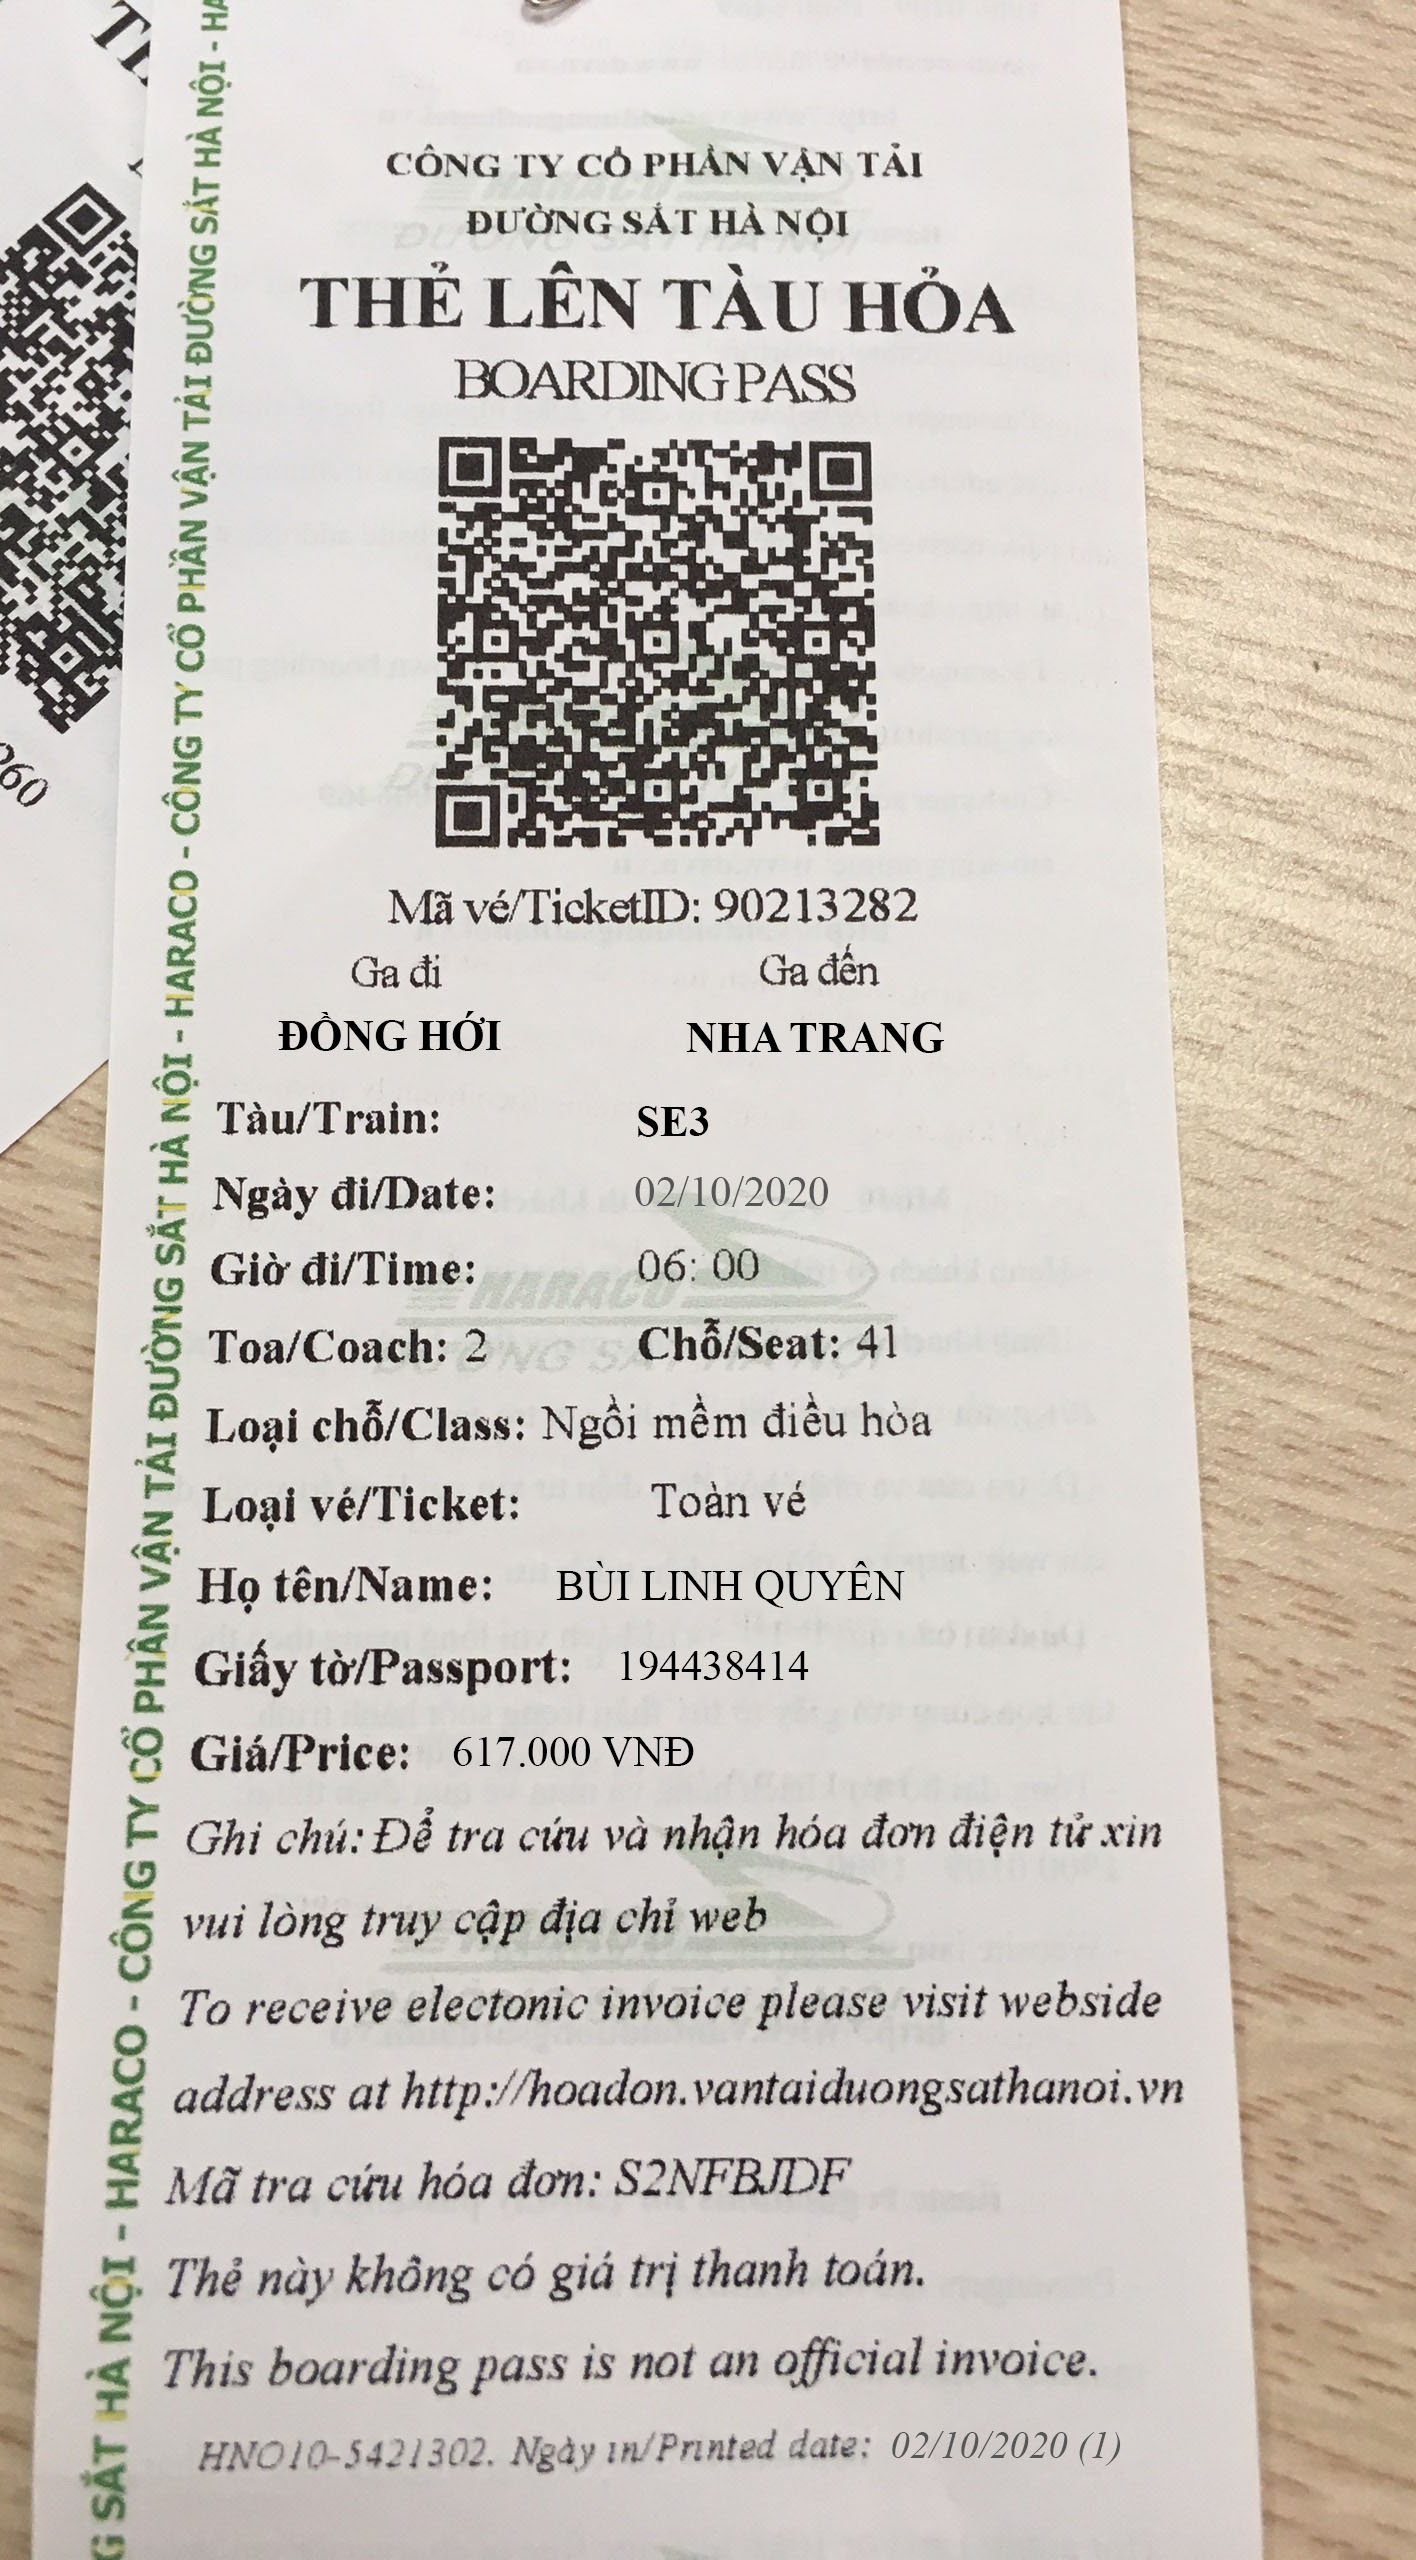 CÔNG TY CỔ PHẦN VẬN TẢI
ĐƯỜNG SẮT HÀ NỘI
THẺ LÊN TÀU HỎA
BOARDING PASS
Mã vé/TicketID: 90213282
Ga đi Ga đến
ĐỒNG HỚI NHA TRANG
Tàu/Train: SE3
Ngày đi/Date: 02/10/2020
Giờ đi/Time: 06: 00
Toa/Coach: 2 Chỗ/Seat: 41
Loại chỗ/Class: Ngồi mềm điều hòa
Loại vé/Ticket: Toàn vé
Họ tên/Name: BÙI LINH QUYÊN
Giấy tờ/Passport: 194438414
Giá/Price: 617.000 VNĐ
Ghi chú: Để tra cứu và nhận hóa đơn điện tử xin
vui lòng truy cập địa chỉ web
To receive electonic invoice please visit webside
address at http://hoadon.vantaiduongsathanoi.vn
Mã tra cứu hóa đơn: S2NFBJDF
Thẻ này không có giá trị thanh toán.
This boarding pass is not an official invoice.
HNO10-5421302. Ngày in/Printed date: 02/10/2020 (1)
G SẮT HÀ NỘI - HARACO - CÔNG TY CỔ PHẦN VẬN TẢI ĐƯỜNG SẮT HÀ NỘI - HARACO - CÔNG TY CỔ PHẦN VẬN TẢI ĐƯỜNG SẮT HÀ NỘI - HA
HARACO
ĐƯỜNG SẮT HÀ NỘI